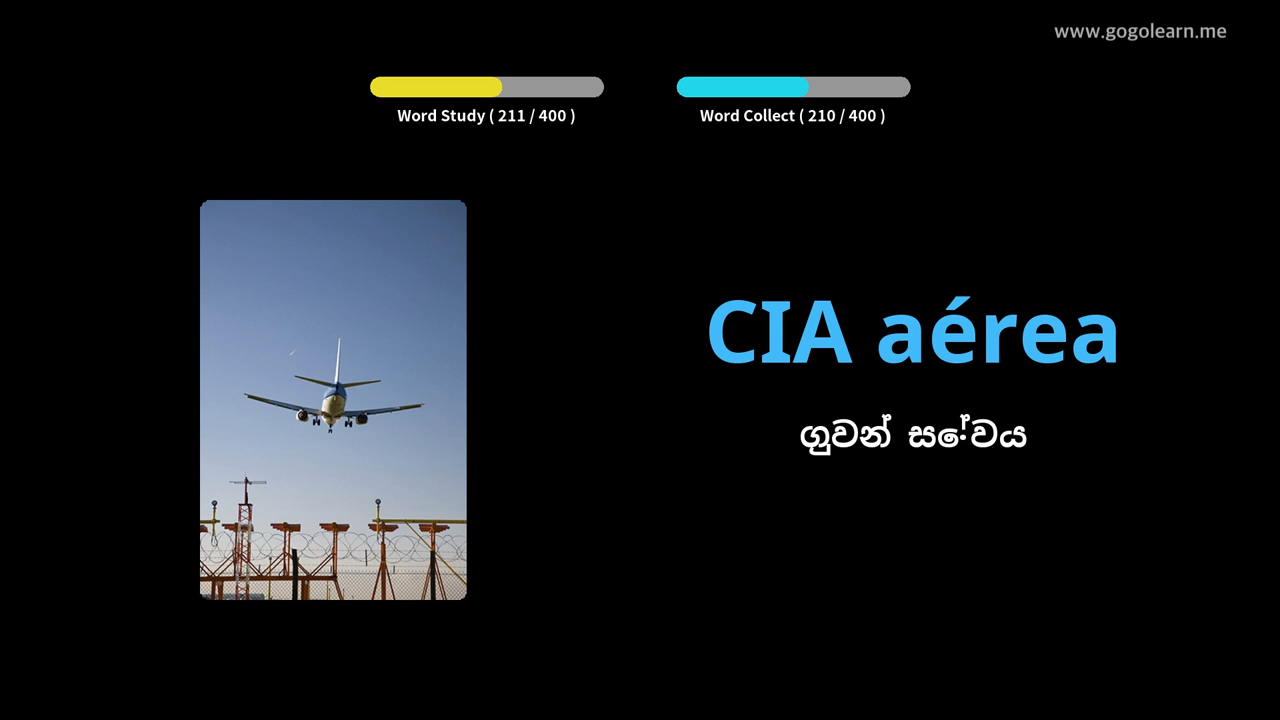 www.gogolearn.me
Word Study ( 211 / 400 )
Word Collect ( 210 / 400 )
CIA aérea
ගුවන් සේවය